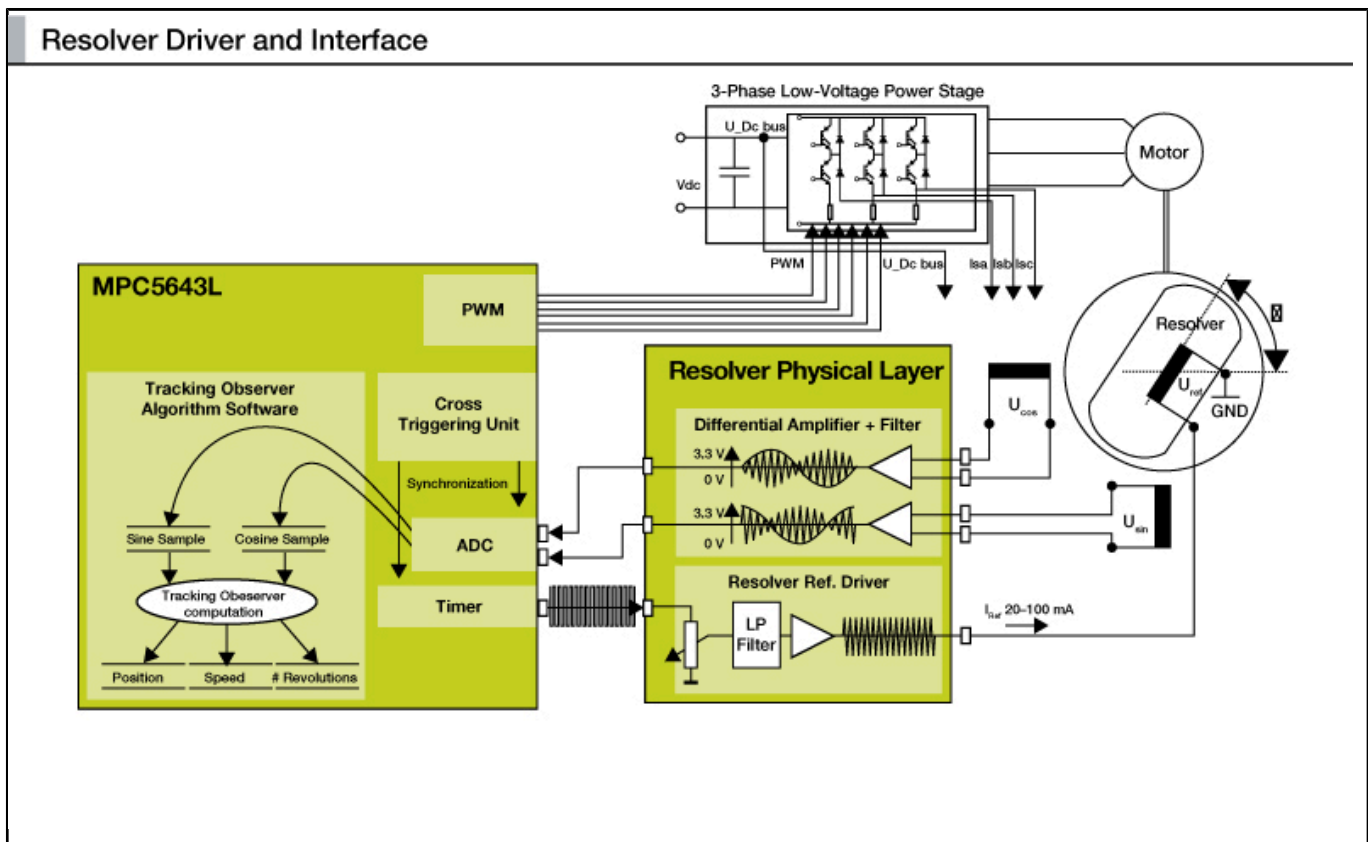 Resolver Driver and Interface
3-Phase Low-Voltage Power Stage
U_Dc bus
Vdc
Motor
PWM
U_Dc bus
Isa Isb Isc
MPC5643L
PWM
Tracking Observer
Algorithm Software
Cross
Triggering Unit
Synchronization
Sine Sample
Cosine Sample
ADC
Timer
Tracking Obeserver
computation
Position
Speed
# Revolutions
Resolver Physical Layer
Differential Amplifier + Filter
3.3 V
0 V
3.3 V
0 V
Resolver Ref. Driver
LP
Filter
Ucos
Usin
IRef 20–100 mA
Resolver
Uref
GND